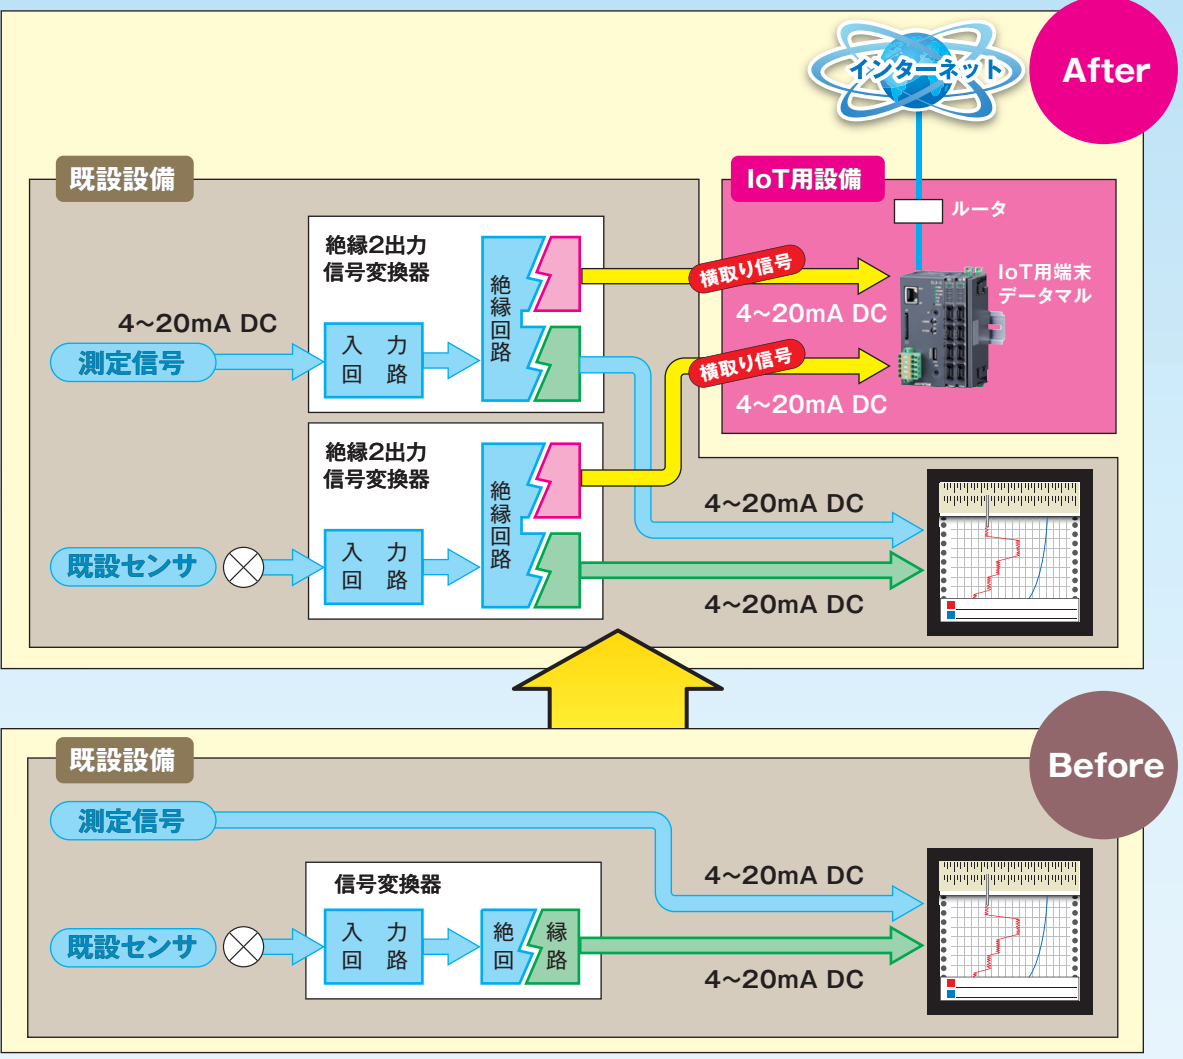 After
インターネット
既設設備
IoT用設備
ルータ
絶縁2出力
信号変換器
絶縁回路
横取り信号
IoT用端末
データマル
4~20mA DC
4~20mA DC
測定信号
入力
回路
横取り信号
4~20mA DC
絶縁2出力
信号変換器
絶縁回路
4~20mA DC
既設センサ
入力
回路
4~20mA DC
Before
既設設備
測定信号
信号変換器
4~20mA DC
既設センサ
入力
回路
絶縁
回路
4~20mA DC